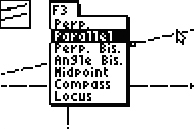 F3
Perp.
Parallel
Perp. Bis.
Angle Bis.
Midpoint
Compass
Locus